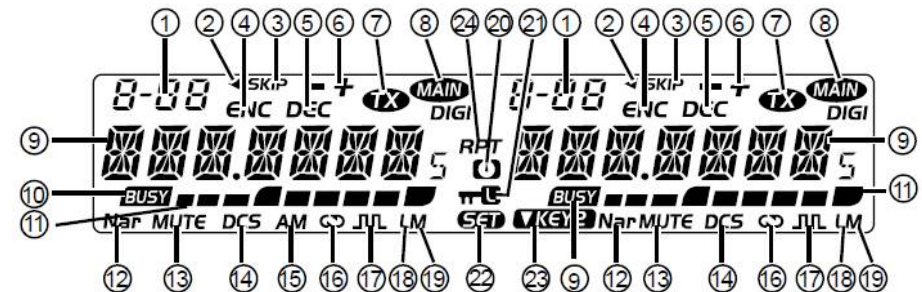 ① ② ④ ③ ⑤ ⑥ ⑦ ⑧ ㉔ ⑳ ㉑ ① ② ④ ③ ⑤ ⑥ ⑦ ⑧
8-88 SKIP - + TX MAIN 8-88 SKIP - + TX MAIN
ENC DEC DIGI ENC DEC DIGI
⑨ 5 RPT 5 ⑨
⑩ BUSY L BUSY ⑪
⑪ Nar MUTE DCS AM LM SET ▼KEY2 Nar MUTE DCS LM
⑫ ⑬ ⑭ ⑮ ⑯ ⑰ ⑱ ⑲ ㉒ ㉓ ⑨ ⑫ ⑬ ⑭ ⑯ ⑰ ⑱ ⑲